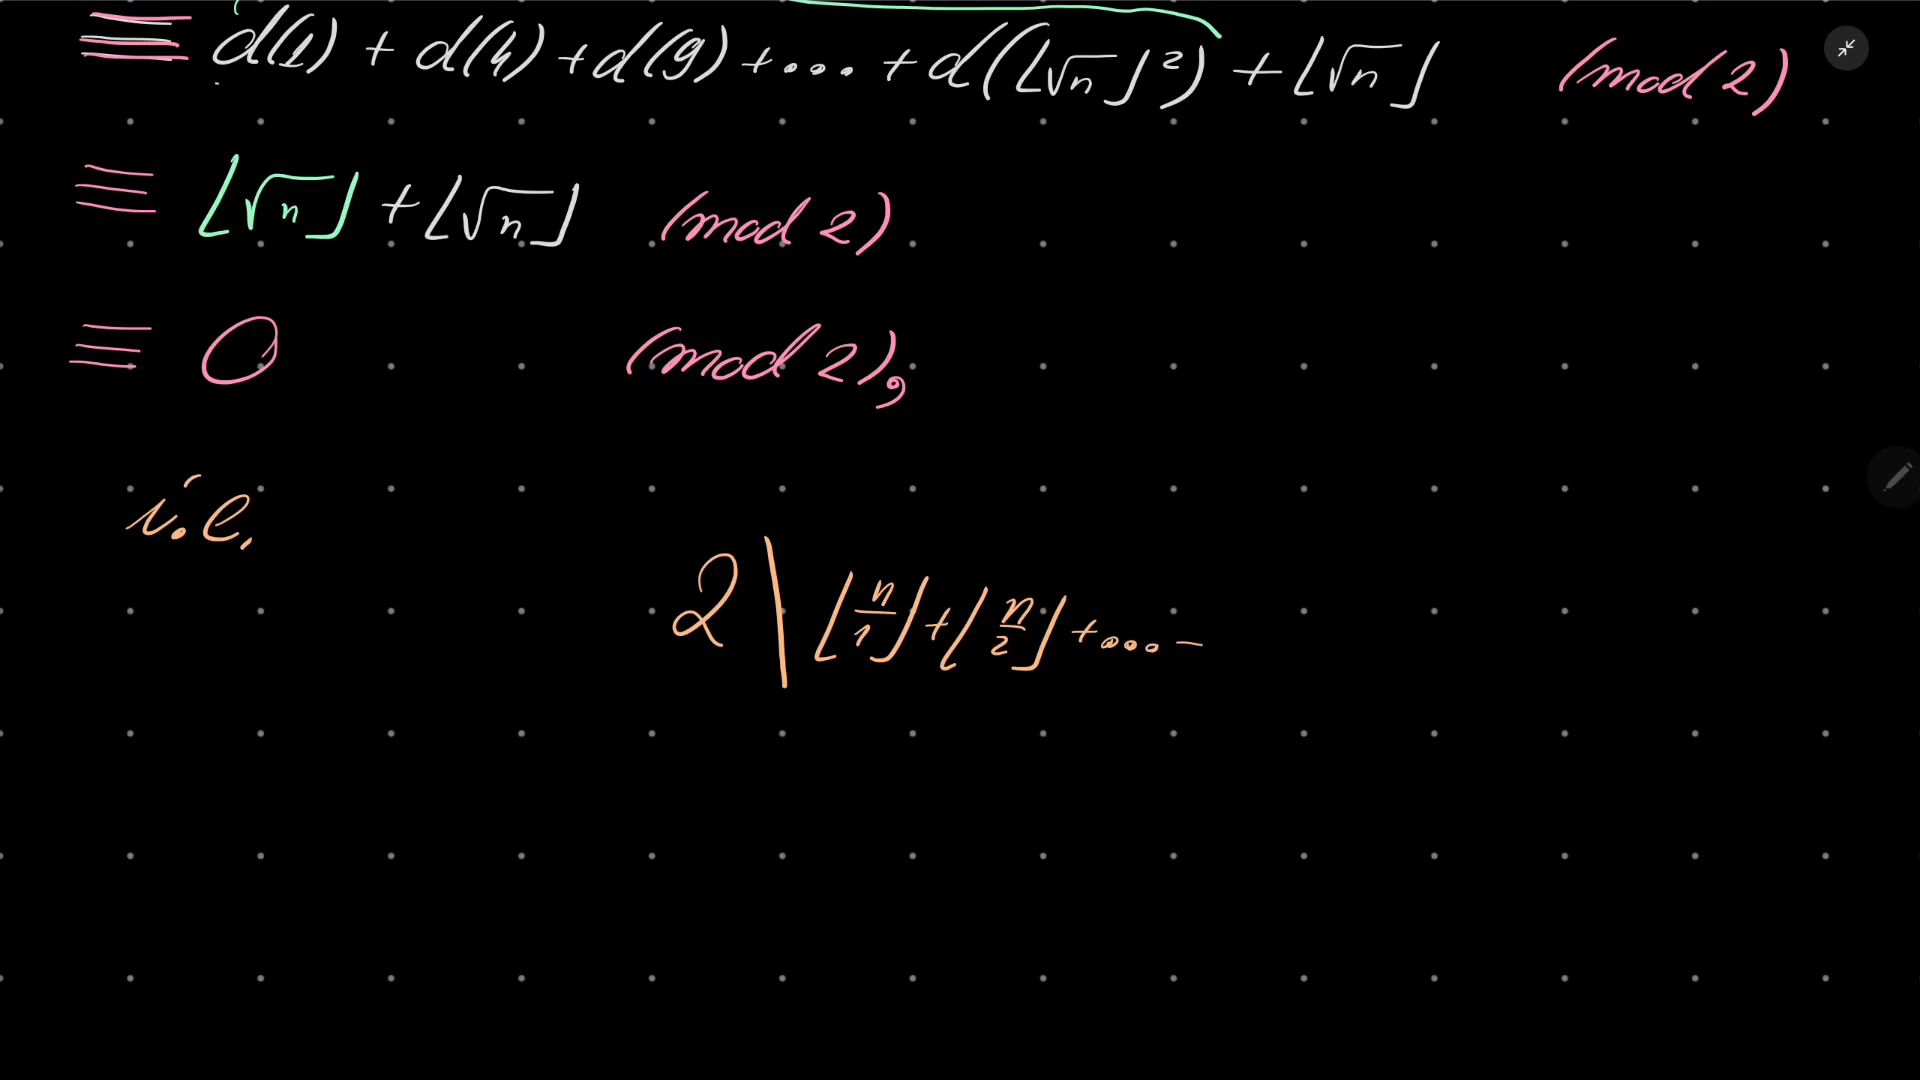 ≡ d(1) + d(4) + d(9) + ... + d(⌊√n⌋²) + ⌊√n⌋ (mod 2)
≡ ⌊√n⌋ + ⌊√n⌋ (mod 2)
≡ 0 (mod 2),
i.e.
2 | ⌊n/1⌋ + ⌊n/2⌋ + ... –